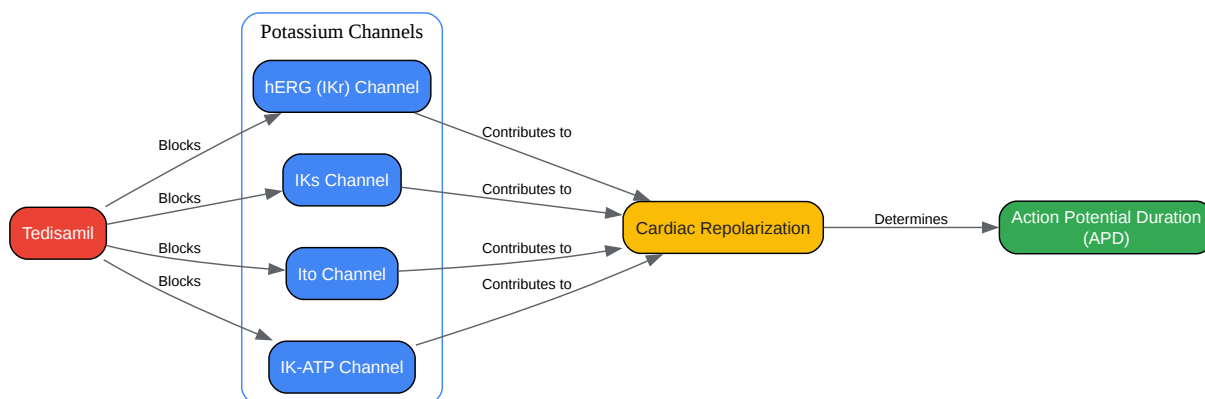 Potassium Channels
hERG (IKr) Channel
Blocks
Contributes to
IKs Channel
Blocks
Contributes to
Tedisamil
Cardiac Repolarization
Determines
Action Potential Duration
(APD)
Blocks
Contributes to
Ito Channel
Blocks
Contributes to
IK-ATP Channel